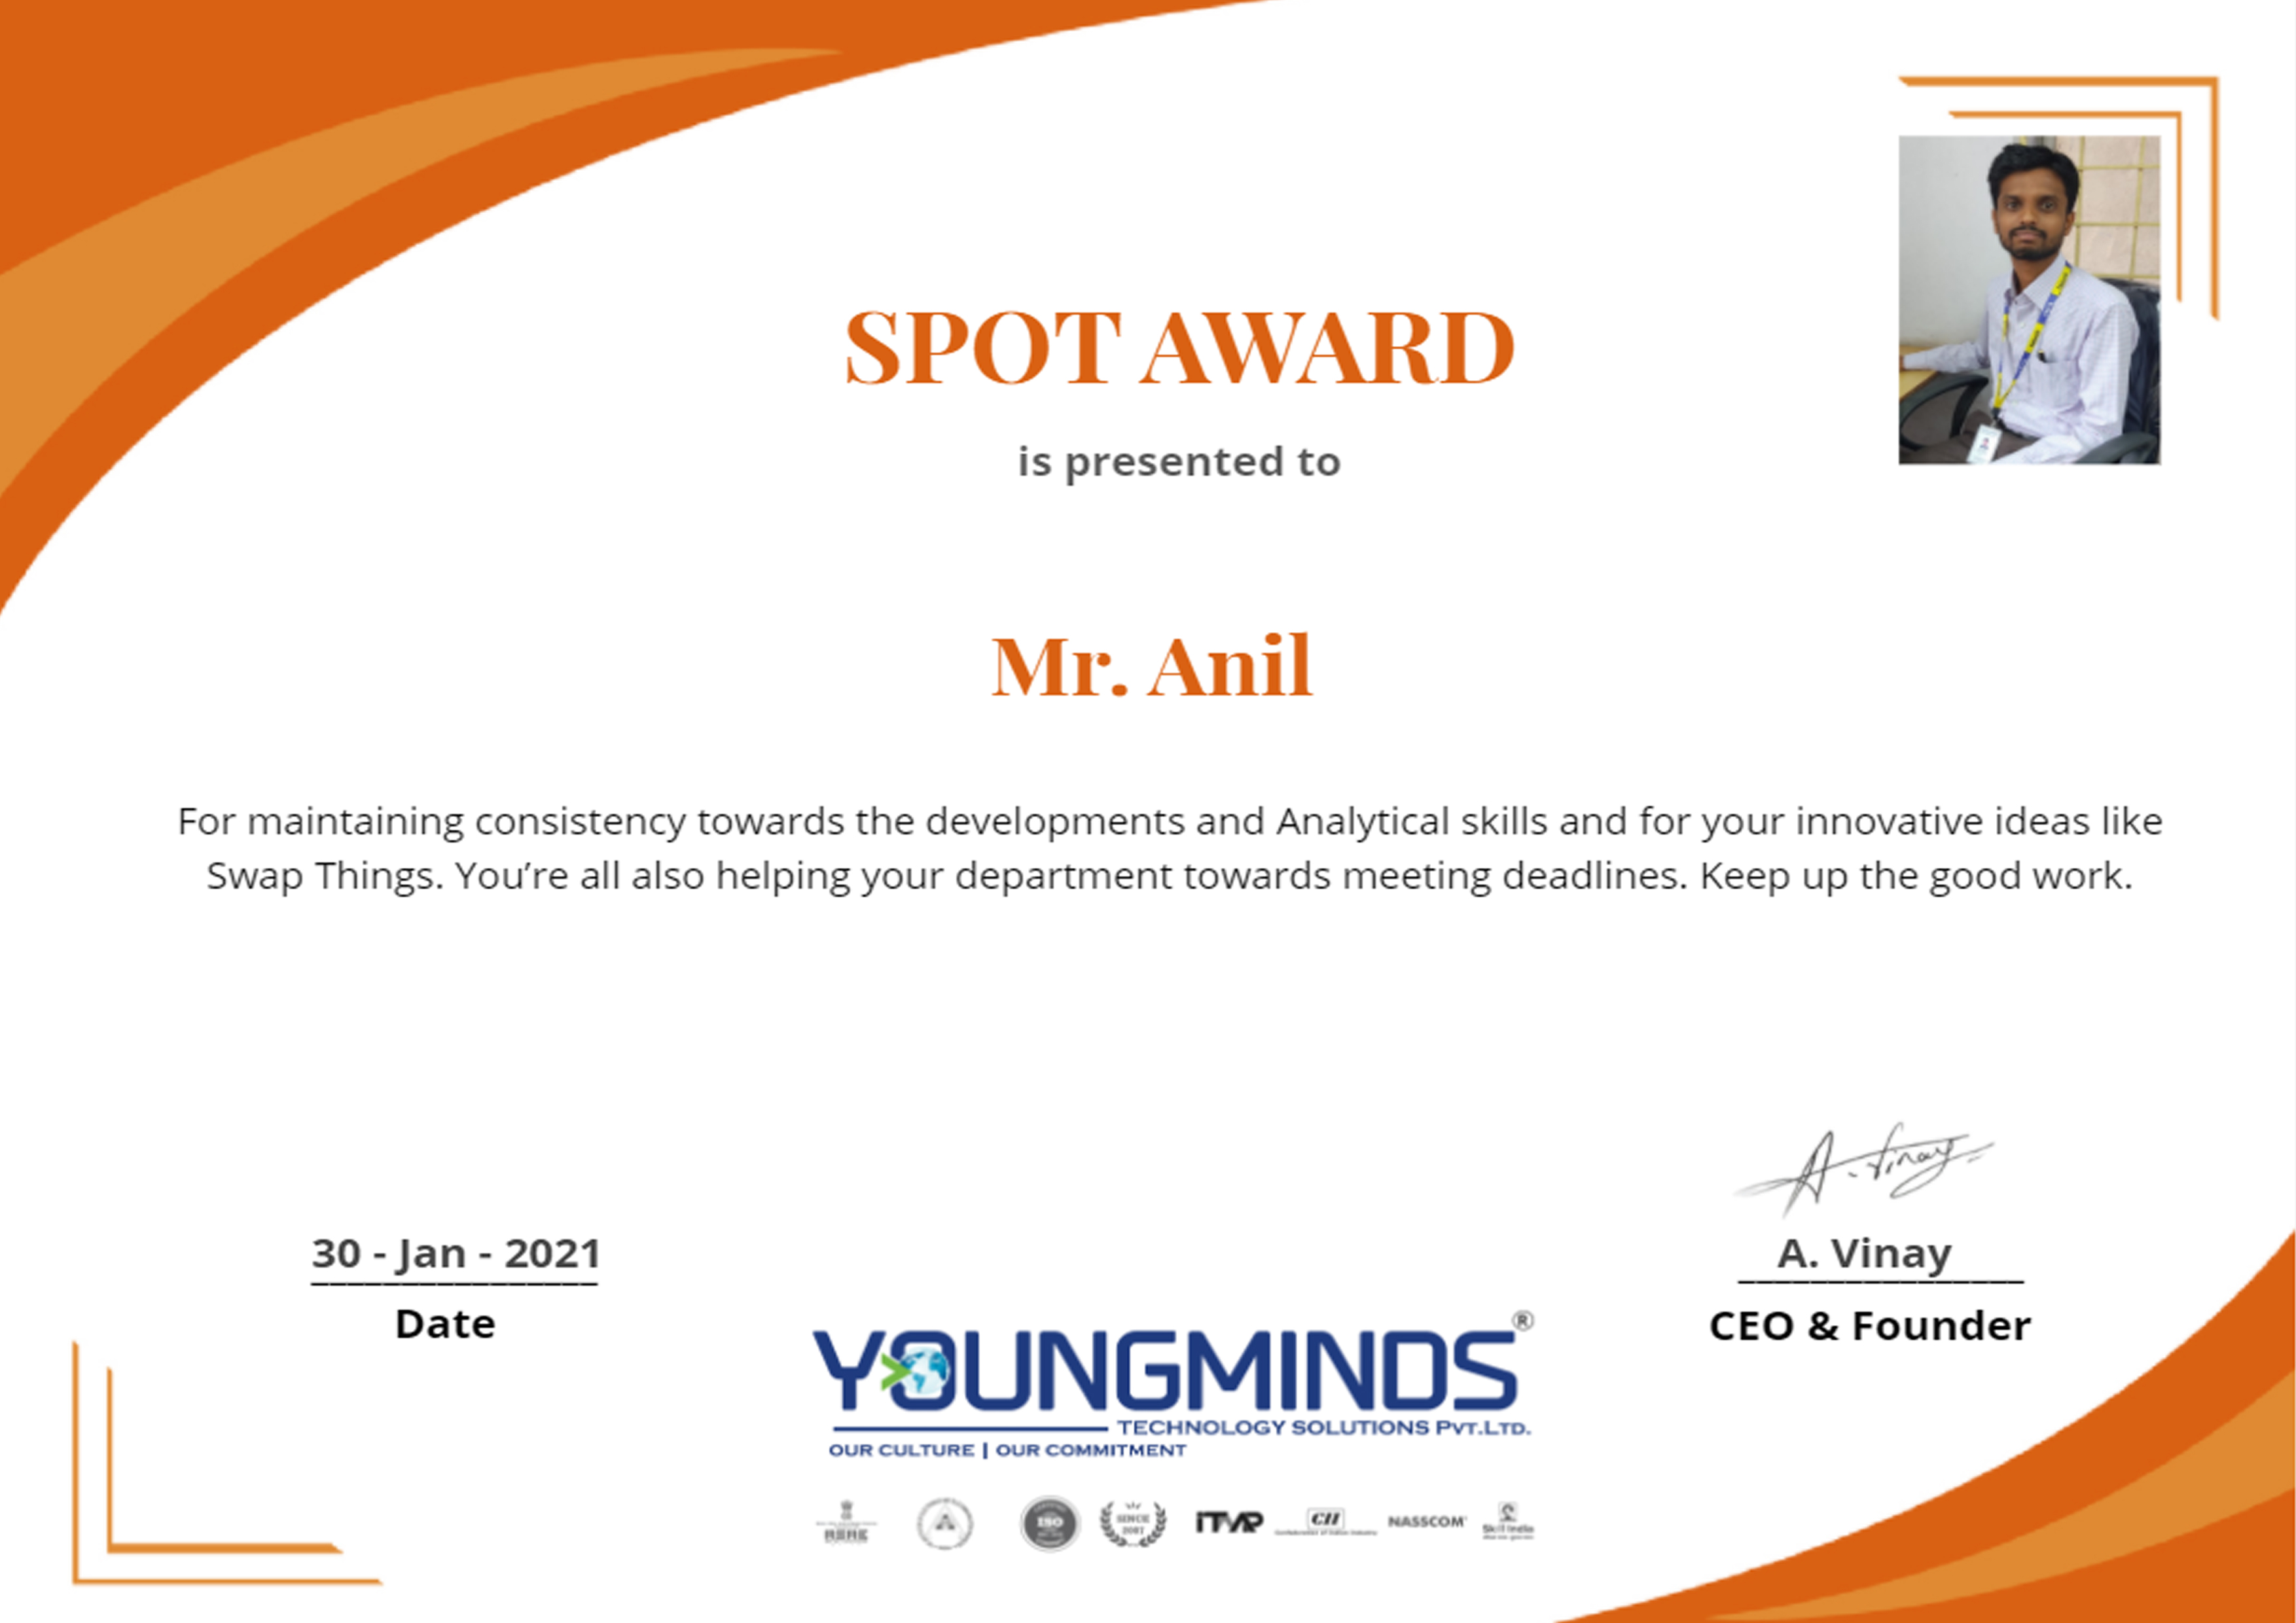 SPOT AWARD
is presented to
Mr. Anil
For maintaining consistency towards the developments and Analytical skills and for your innovative ideas like
Swap Things. You’re all also helping your department towards meeting deadlines. Keep up the good work.
A. Vinay
30 - Jan - 2021
A. Vinay
Date
CEO & Founder
YOUNGMINDS®
TECHNOLOGY SOLUTIONS PVT.LTD.
OUR CULTURE | OUR COMMITMENT
ISO
SINCE
2007
CII
NASSCOM
Skill India